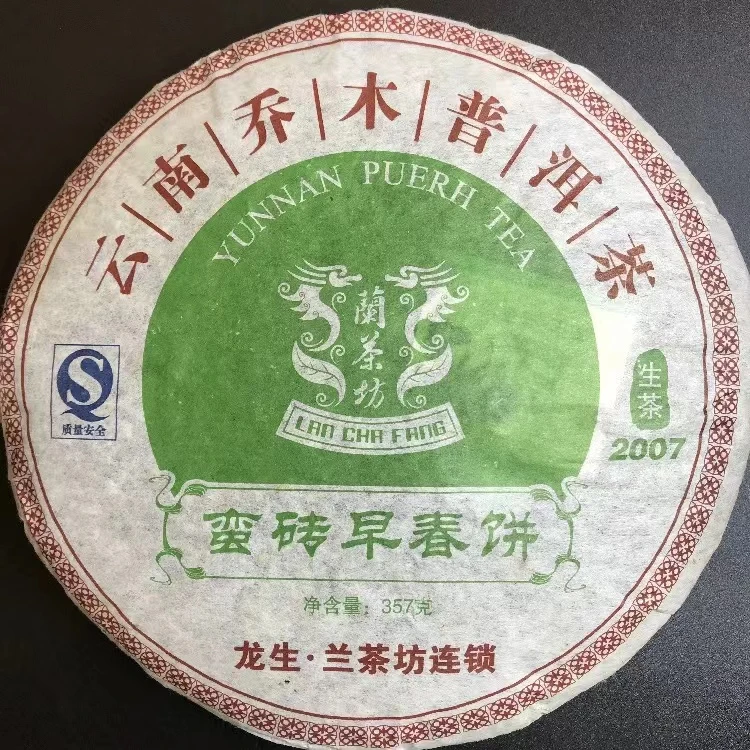 云南乔木普洱茶
YUNNAN PUERH TEA
蘭茶坊
LAN CHA FANG
S
质量安全
生茶
2007
蛮砖早春饼
净含量：357克
龙生·兰茶坊连锁